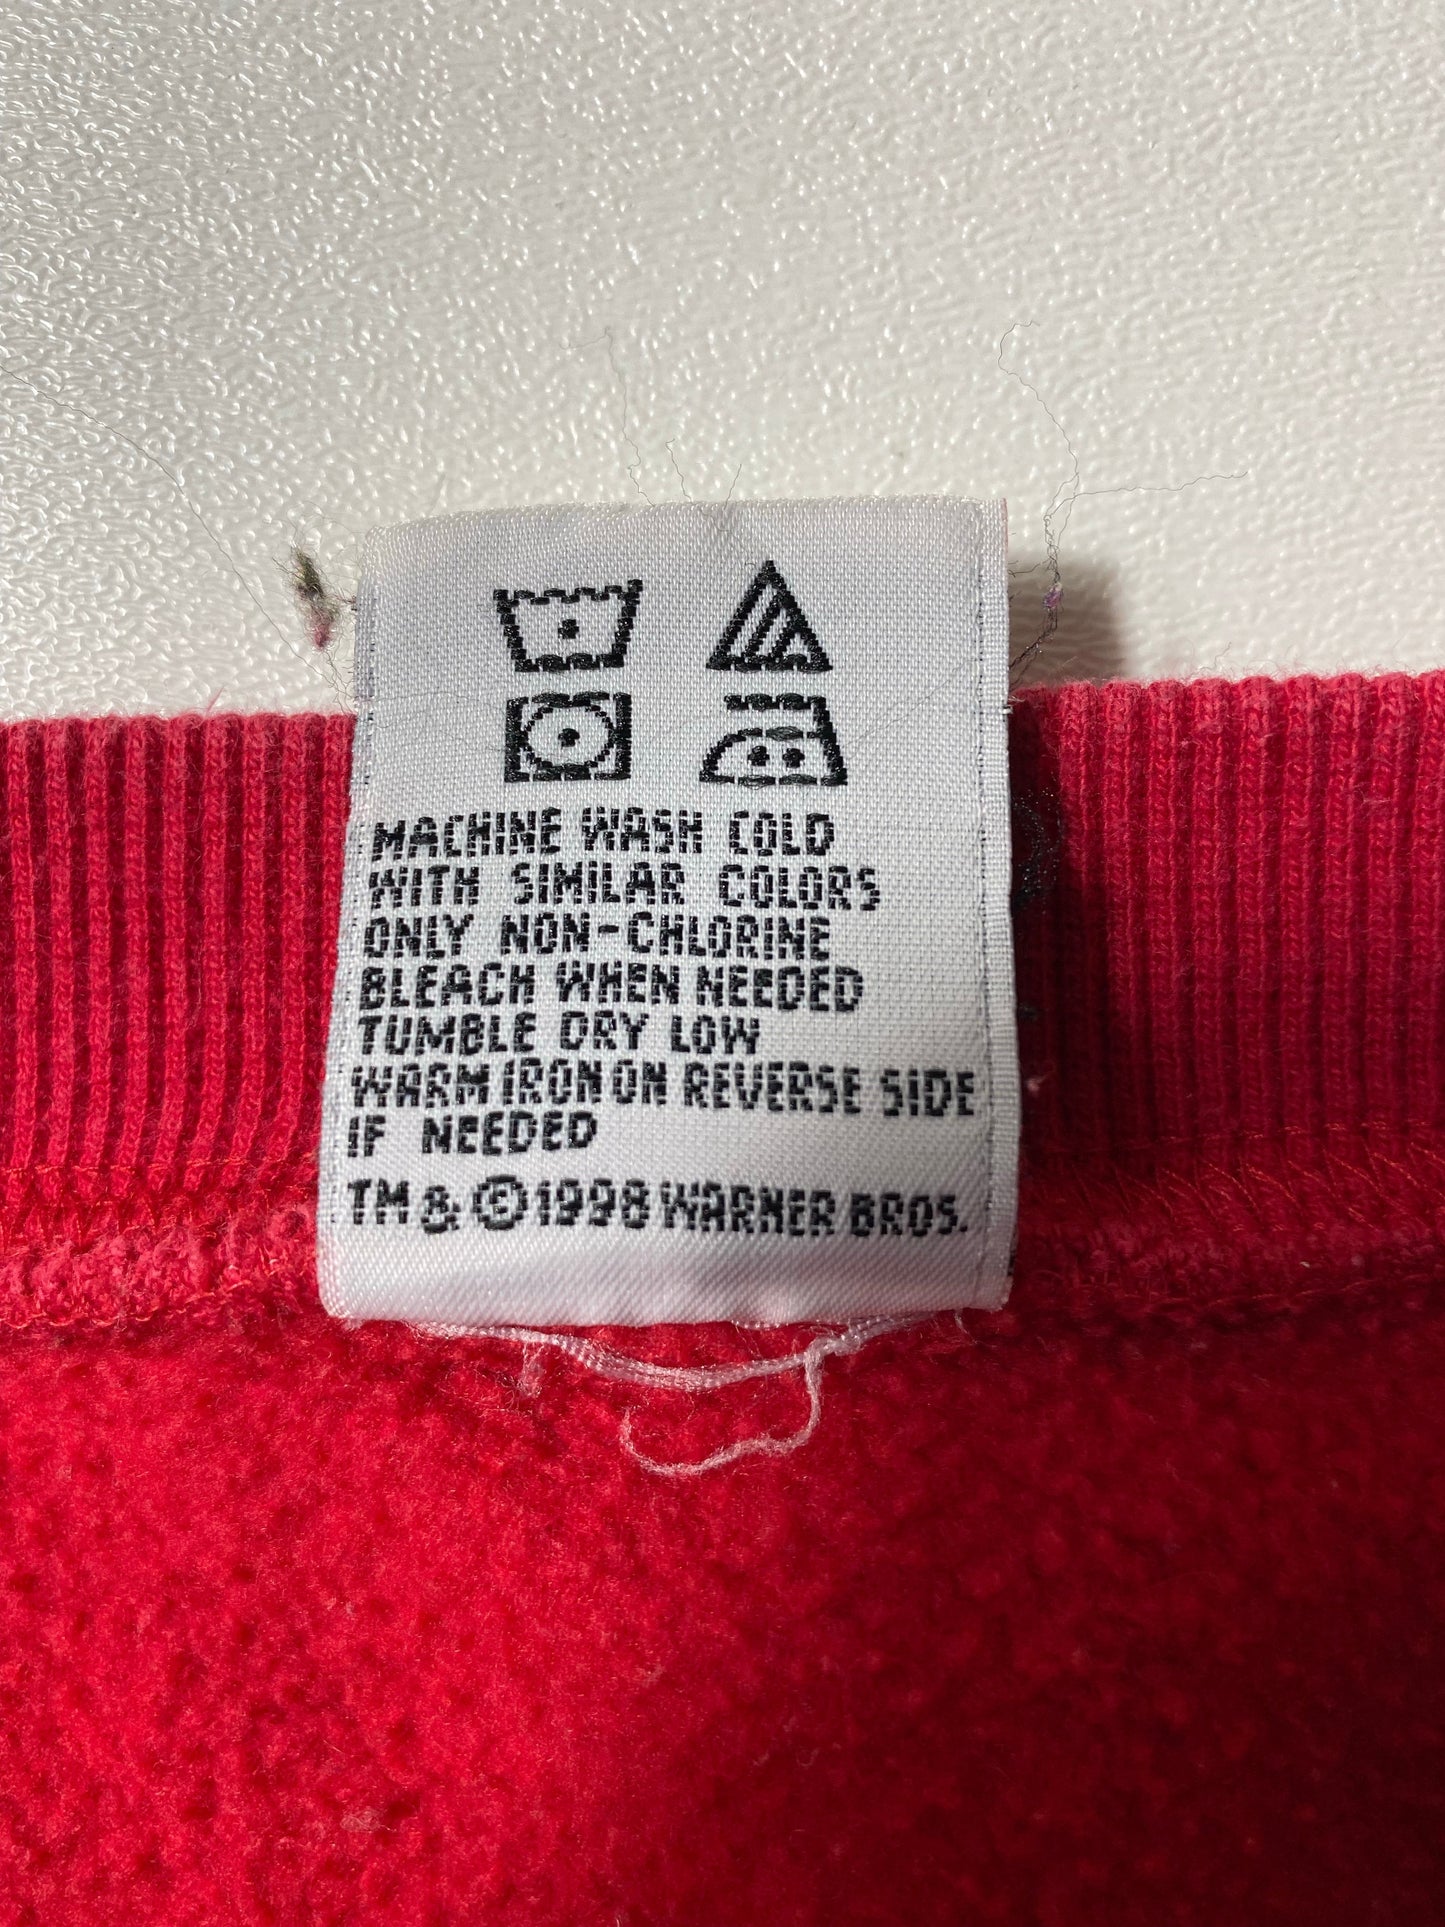 MACHINE WASH COLD
WITH SIMILAR COLORS
ONLY NON-CHLORINE
BLEACH WHEN NEEDED
TUMBLE DRY LOW
WARM IRON ON REVERSE SIDE
IF NEEDED
TM & © 1998 WARNER BROS.